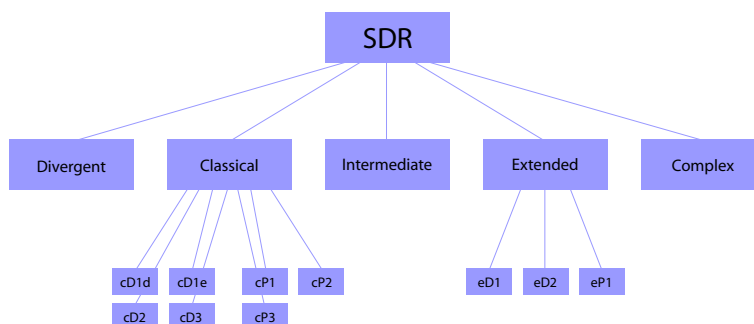 SDR
Divergent Classical Intermediate Extended Complex
cD1d cD1e cP1 cP2 eD1 eD2 eP1
cD2 cD3 cP3